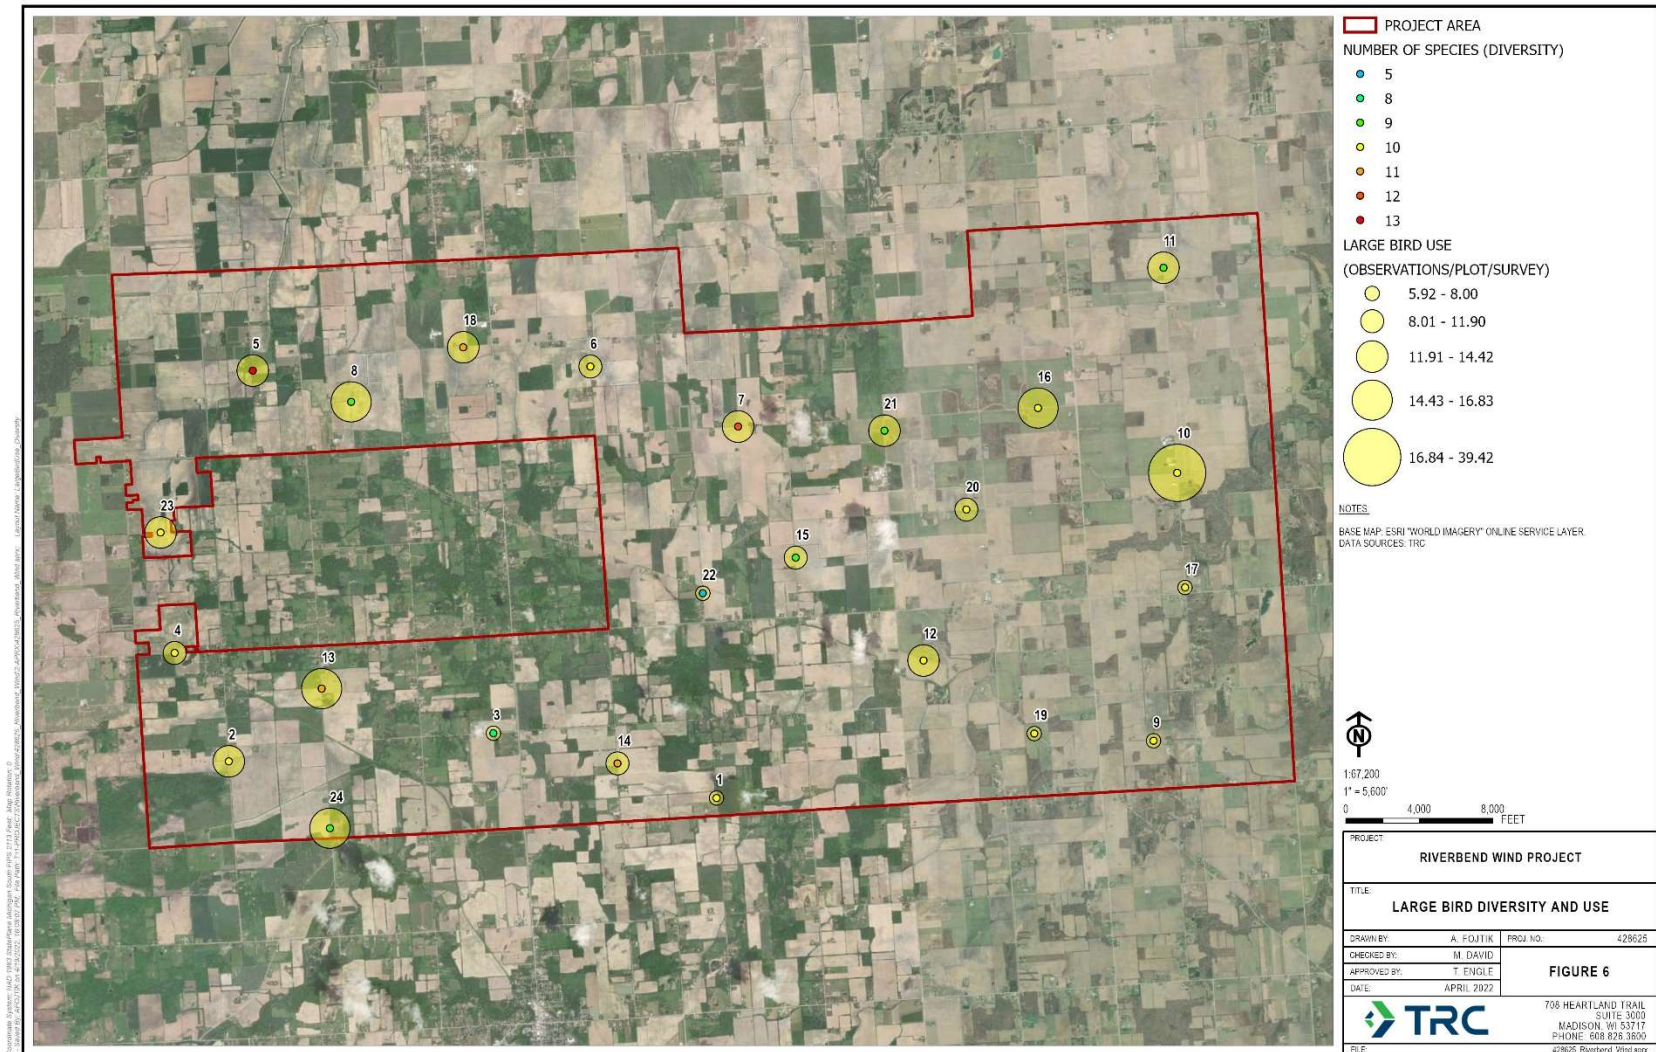 PROJECT AREA
NUMBER OF SPECIES (DIVERSITY)
5
8
9
10
11
12
13
LARGE BIRD USE
(OBSERVATIONS/PLOT/SURVEY)
5.92 - 8.00
8.01 - 11.90
11.91 - 14.42
14.43 - 16.83
16.84 - 39.42
NOTES
BASE MAP: ESRI "WORLD IMAGERY" ONLINE SERVICE LAYER.
DATA SOURCES: TRC
11
18
5
6
8
16
7
21
10
23
20
15
22
17
4
12
13
3
19
9
2
14
1
24
N
1:67,200
1" = 5,600'
0 4,000 8,000
FEET
PROJECT:
RIVERBEND WIND PROJECT
TITLE:
LARGE BIRD DIVERSITY AND USE
DRAWN BY: A. FOJTIK PROJ. NO.: 428625
CHECKED BY: M. DAVID
APPROVED BY: T. ENGLE
FIGURE 6
DATE: APRIL 2022
TRC
708 HEARTLAND TRAIL
SUITE 3000
MADISON, WI 53717
PHONE: 608.826.3600
FILE: